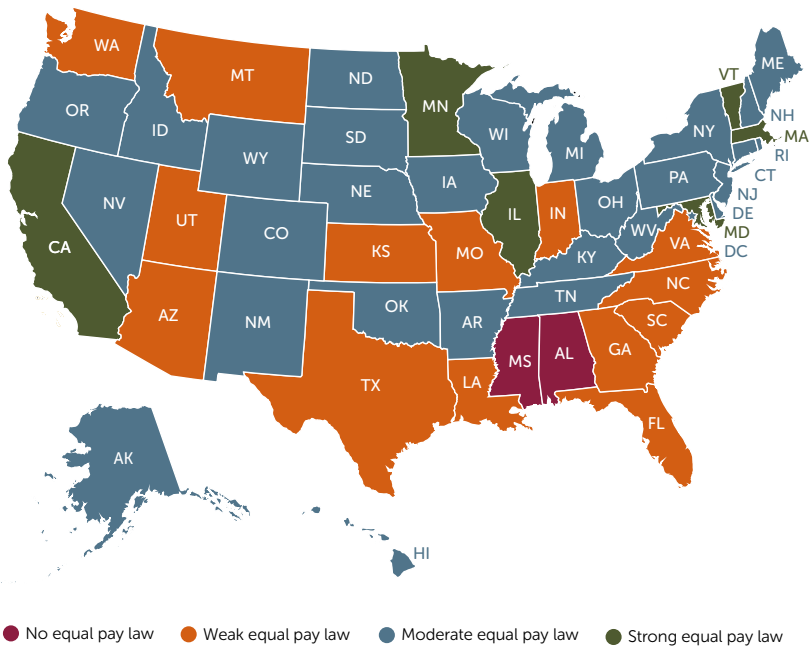 WA
MT
ND
MN
VT
ME
OR
ID
SD
WI
MI
NY
NH
MA
WY
RI
CT
NV
NE
IA
PA
NJ
UT
CO
IL
IN
OH
DE
MD
WV
DC
CA
KS
MO
KY
VA
AZ
NM
OK
AR
TN
NC
SC
TX
LA
MS
AL
GA
FL
AK
HI
No equal pay law
Weak equal pay law
Moderate equal pay law
Strong equal pay law